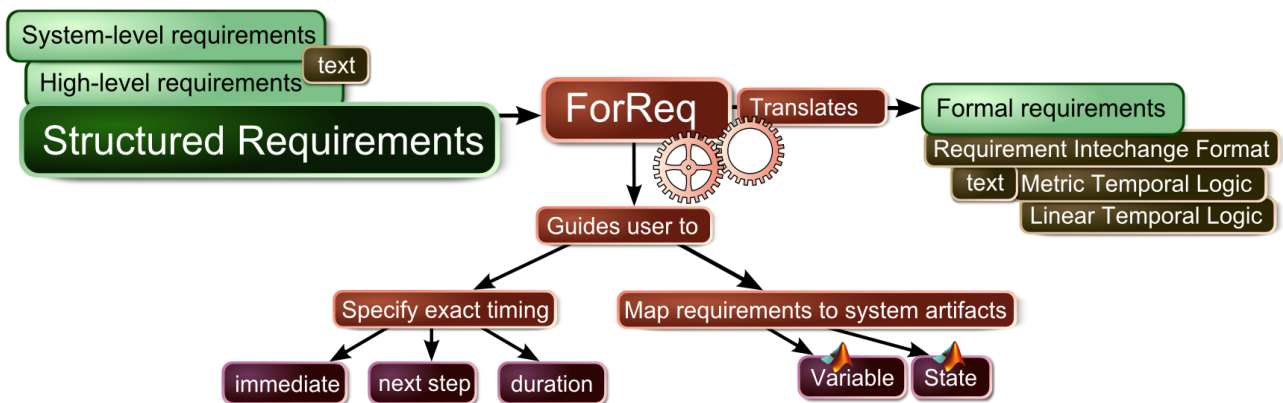 System-level requirements
text
High-level requirements
Structured Requirements
ForReq
Translates
Formal requirements
Requirement Intechange Format
text
Metric Temporal Logic
Linear Temporal Logic
Guides user to
Specify exact timing
Map requirements to system artifacts
immediate
next step
duration
Variable
State